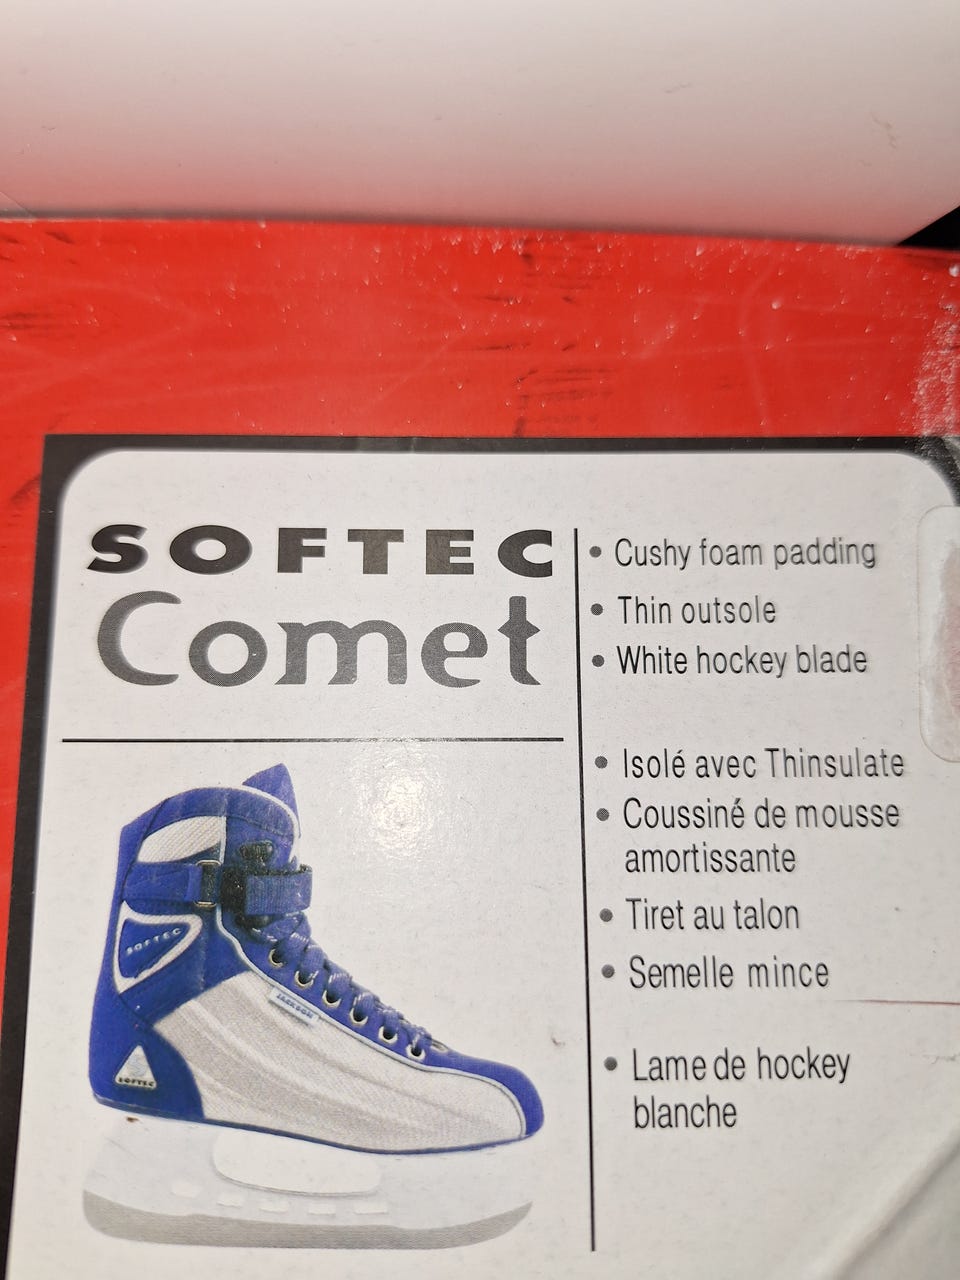 SOFTEC
Comet
• Cushy foam padding
• Thin outsole
• White hockey blade
• Isolé avec Thinsulate
• Coussiné de mousse
amortissante
• Tiret au talon
• Semelle mince
• Lame de hockey
blanche
SOFTEC
JACKSON
SOFTEC